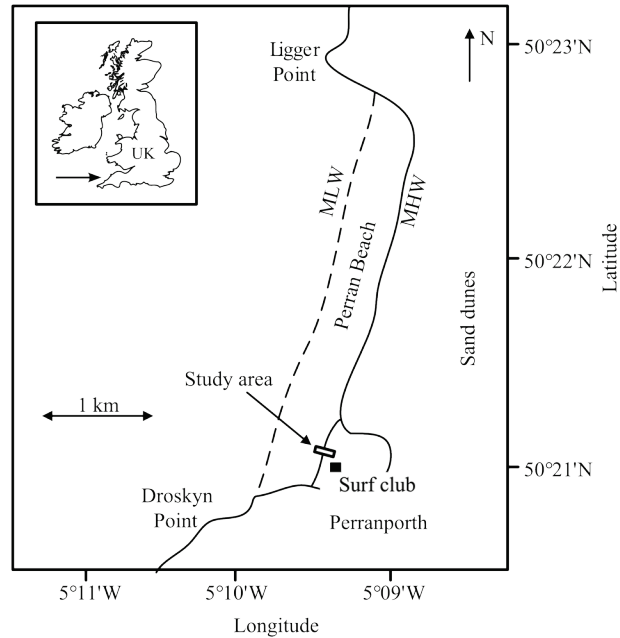 Ligger
Point
N
50°23'N
UK
MLW
MHW
Perran Beach
50°22'N
Latitude
Sand dunes
Study area
1 km
50°21'N
Surf club
Droskyn
Point
Perranporth
5°11'W
5°10'W
5°09'W
Longitude